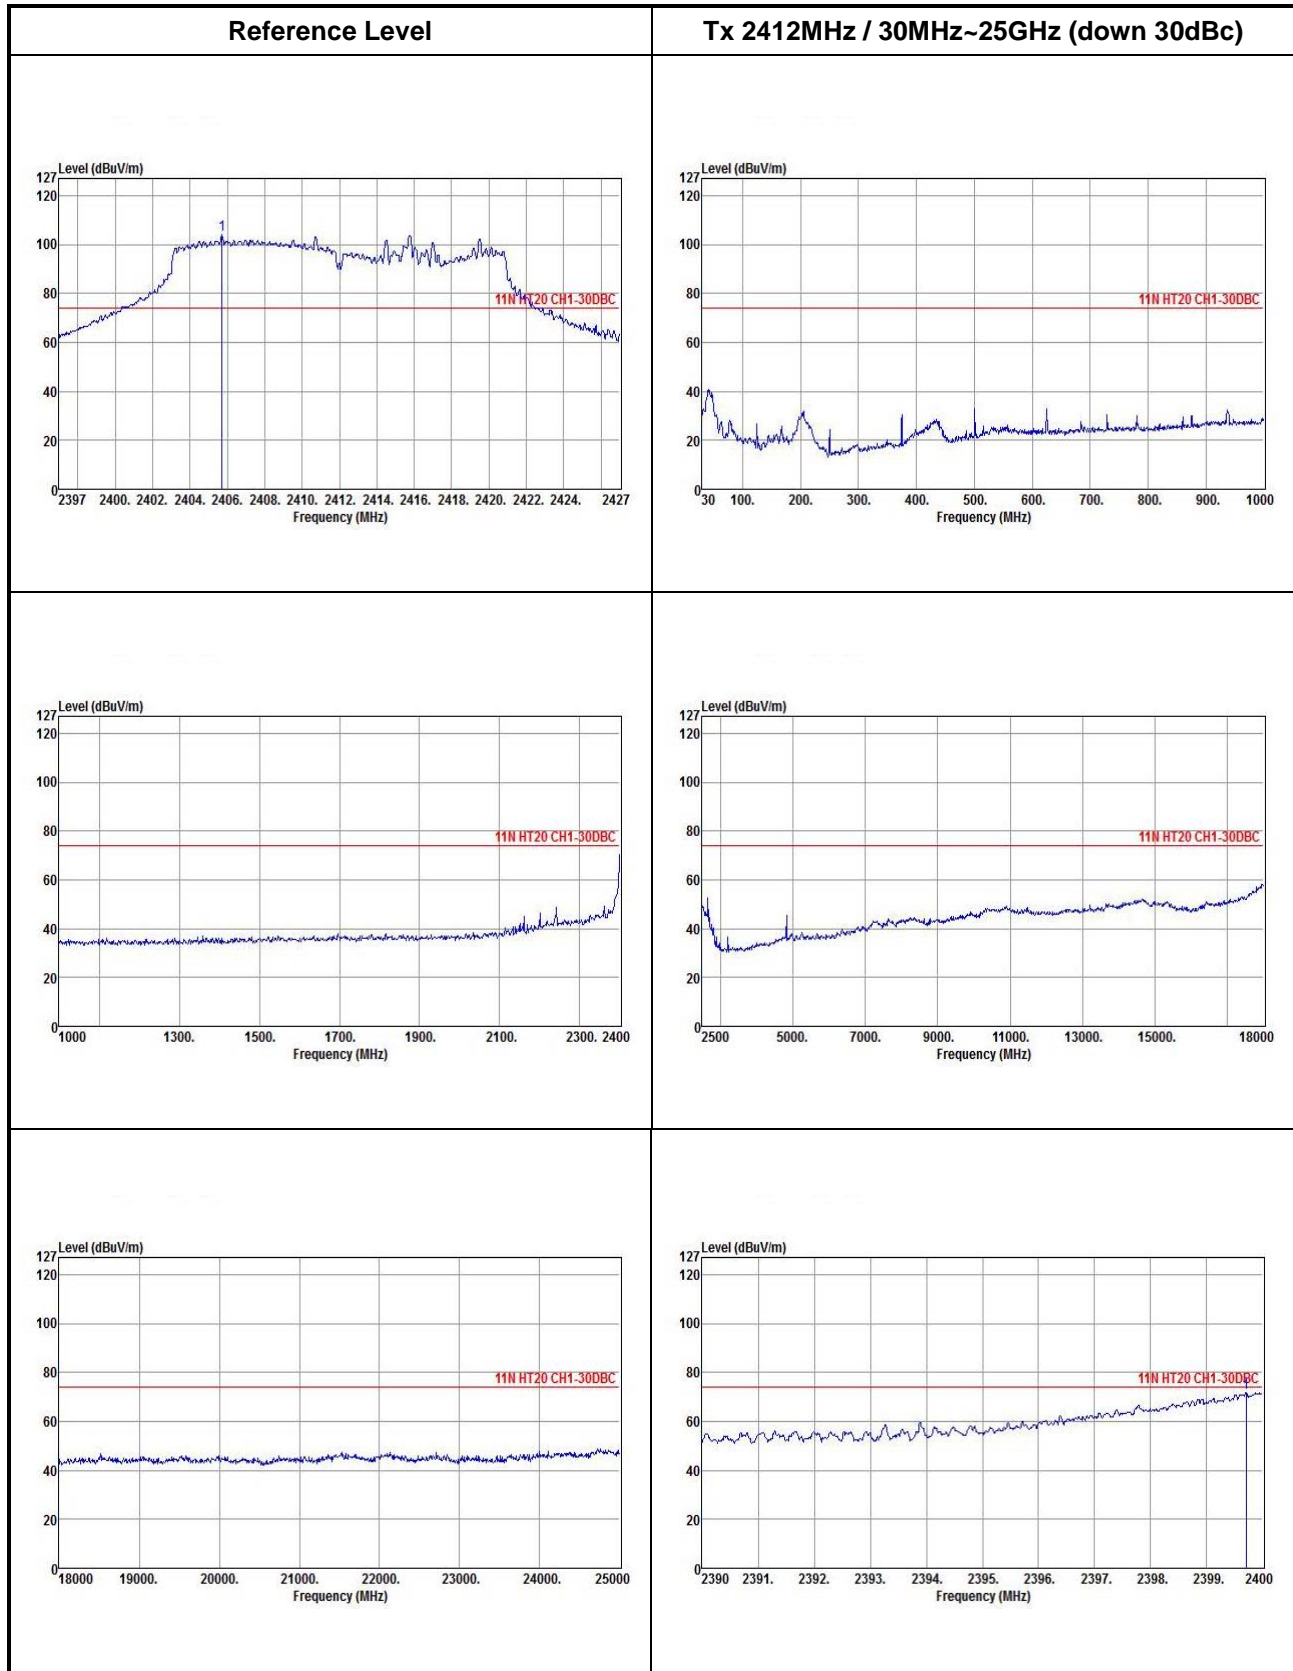 Reference Level
Tx 2412MHz / 30MHz~25GHz (down 30dBc)
Level (dBuV/m)
127
120
100
80
60
40
20
0
1
11N HT20 CH1-30DBC
2397 2400. 2402. 2404. 2406. 2408. 2410. 2412. 2414. 2416. 2418. 2420. 2422. 2424. 2427
Frequency (MHz)
Level (dBuV/m)
127
120
100
80
60
40
20
0
11N HT20 CH1-30DBC
30 100. 200. 300. 400. 500. 600. 700. 800. 900. 1000
Frequency (MHz)
Level (dBuV/m)
127
120
100
80
60
40
20
0
11N HT20 CH1-30DBC
1000 1300. 1500. 1700. 1900. 2100. 2300. 2400
Frequency (MHz)
Level (dBuV/m)
127
120
100
80
60
40
20
0
11N HT20 CH1-30DBC
2500 5000. 7000. 9000. 11000. 13000. 15000. 18000
Frequency (MHz)
Level (dBuV/m)
127
120
100
80
60
40
20
0
11N HT20 CH1-30DBC
18000 19000. 20000. 21000. 22000. 23000. 24000. 25000
Frequency (MHz)
Level (dBuV/m)
127
120
100
80
60
40
20
0
11N HT20 CH1-30DBC
2390 2391. 2392. 2393. 2394. 2395. 2396. 2397. 2398. 2399. 2400
Frequency (MHz)